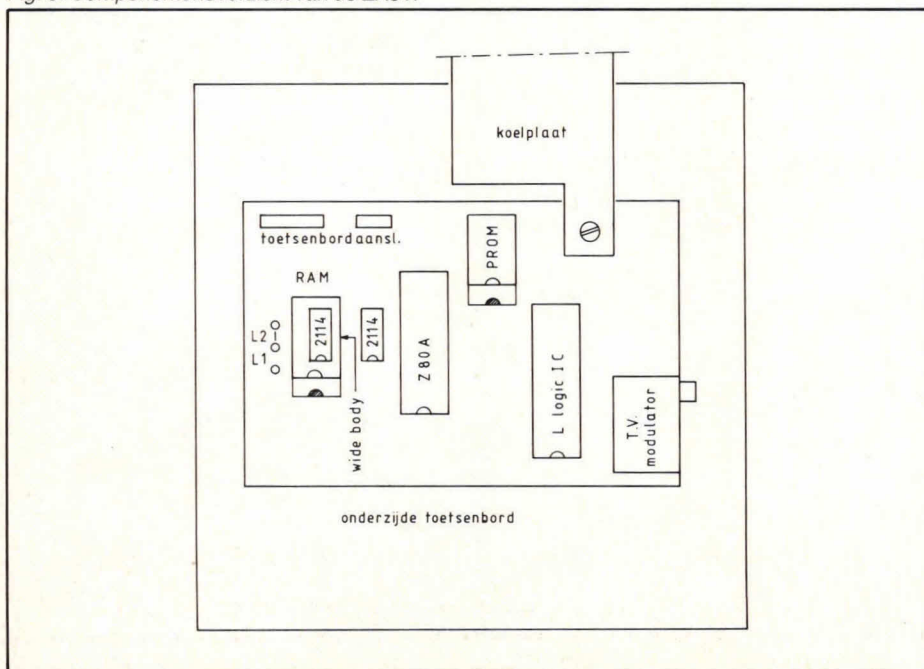 koelplaat
toetsenbordaansl.
PROM
RAM
L2
L1
2114
2114
wide body
Z80A
L logic IC
T.V.
modulator
onderzijde toetsenbord